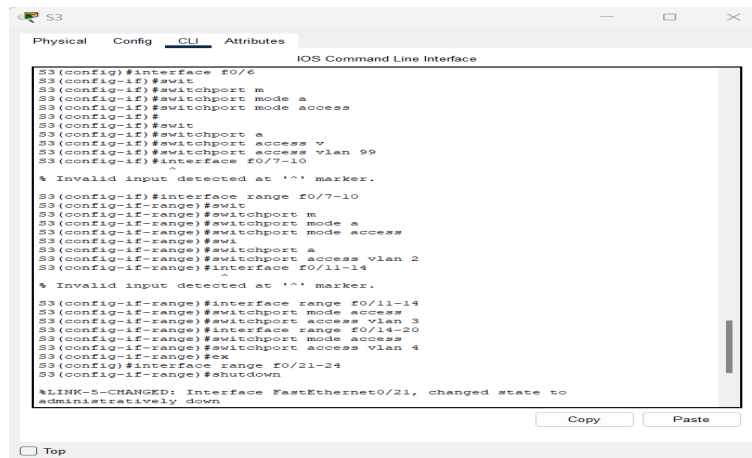 S3
Physical Config CLI Attributes
IOS Command Line Interface
S3(config)#interface f0/6
S3(config-if)#swit
S3(config-if)#switchport m
S3(config-if)#switchport mode a
S3(config-if)#switchport mode access
S3(config-if)#
S3(config-if)#swit
S3(config-if)#switchport a
S3(config-if)#switchport access v
S3(config-if)#switchport access vlan 99
S3(config-if)#interface f0/7-10
^
% Invalid input detected at '^' marker.
S3(config-if)#interface range f0/7-10
S3(config-if-range)#swit
S3(config-if-range)#switchport m
S3(config-if-range)#switchport mode a
S3(config-if-range)#switchport mode access
S3(config-if-range)#swi
S3(config-if-range)#switchport a
S3(config-if-range)#switchport access vlan 2
S3(config-if-range)#interface f0/11-14
^
% Invalid input detected at '^' marker.
S3(config-if-range)#interface range f0/11-14
S3(config-if-range)#switchport mode access
S3(config-if-range)#switchport access vlan 3
S3(config-if-range)#interface range f0/14-20
S3(config-if-range)#switchport mode access
S3(config-if-range)#switchport access vlan 4
S3(config-if-range)#ex
S3(config)#interface range f0/21-24
S3(config-if-range)#shutdown
%LINK-5-CHANGED: Interface FastEthernet0/21, changed state to
administratively down
Copy Paste
Top